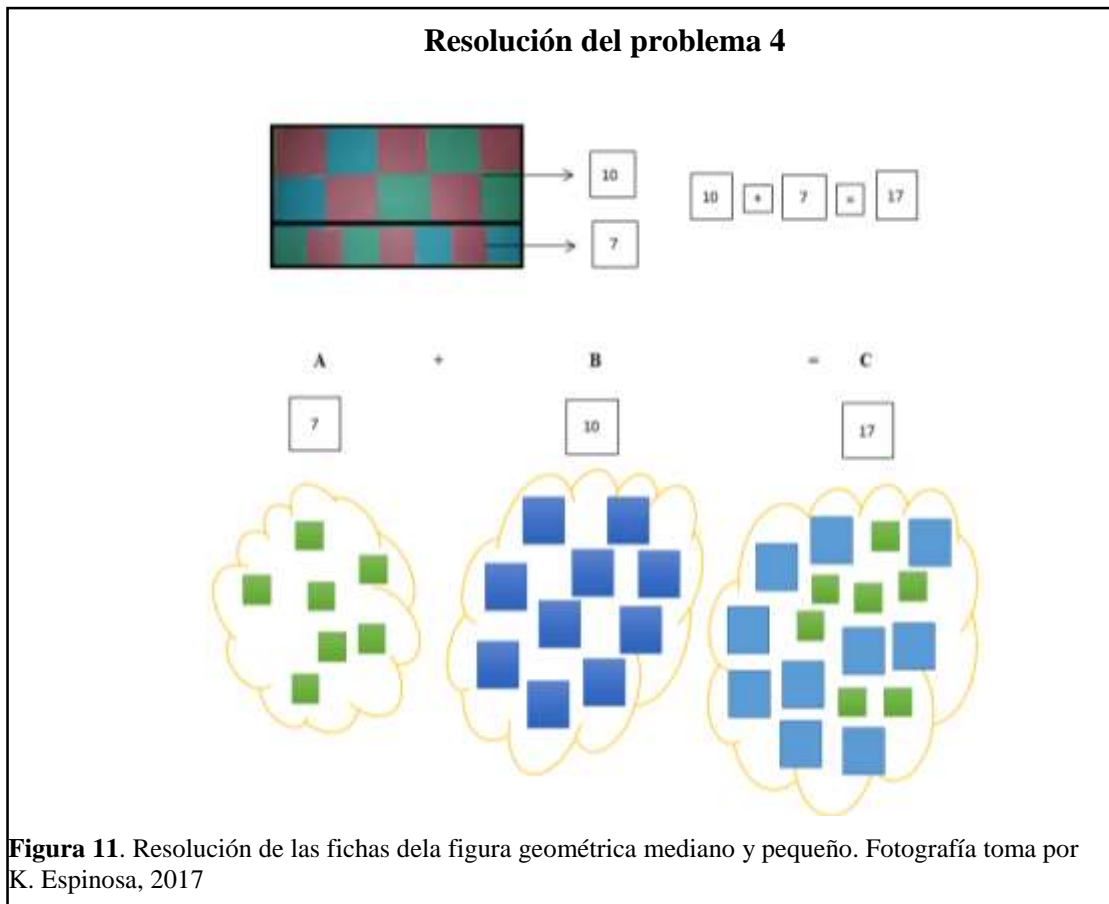 Resolución del problema 4
10
10 + 7 = 17
7
A + B = C
7 10 17
Figura 11. Resolución de las fichas dela figura geométrica mediano y pequeño. Fotografía toma por
K. Espinosa, 2017